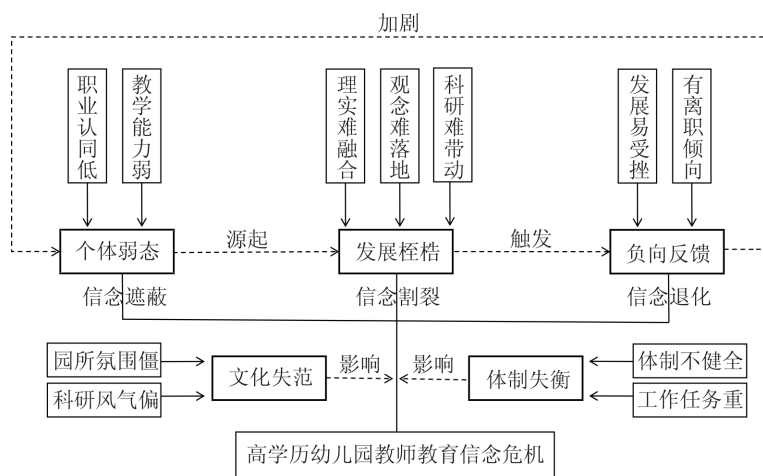 加剧
职业认同低
教学能力弱
理实难融合
观念难落地
科研难带动
发展易受挫
有离职倾向
个体弱态
源起
发展桎梏
触发
负向反馈
信念遮蔽
信念割裂
信念退化
园所氛围僵
科研风气偏
文化失范
影响
影响
体制失衡
体制不健全
工作任务重
高学历幼儿园教师教育信念危机